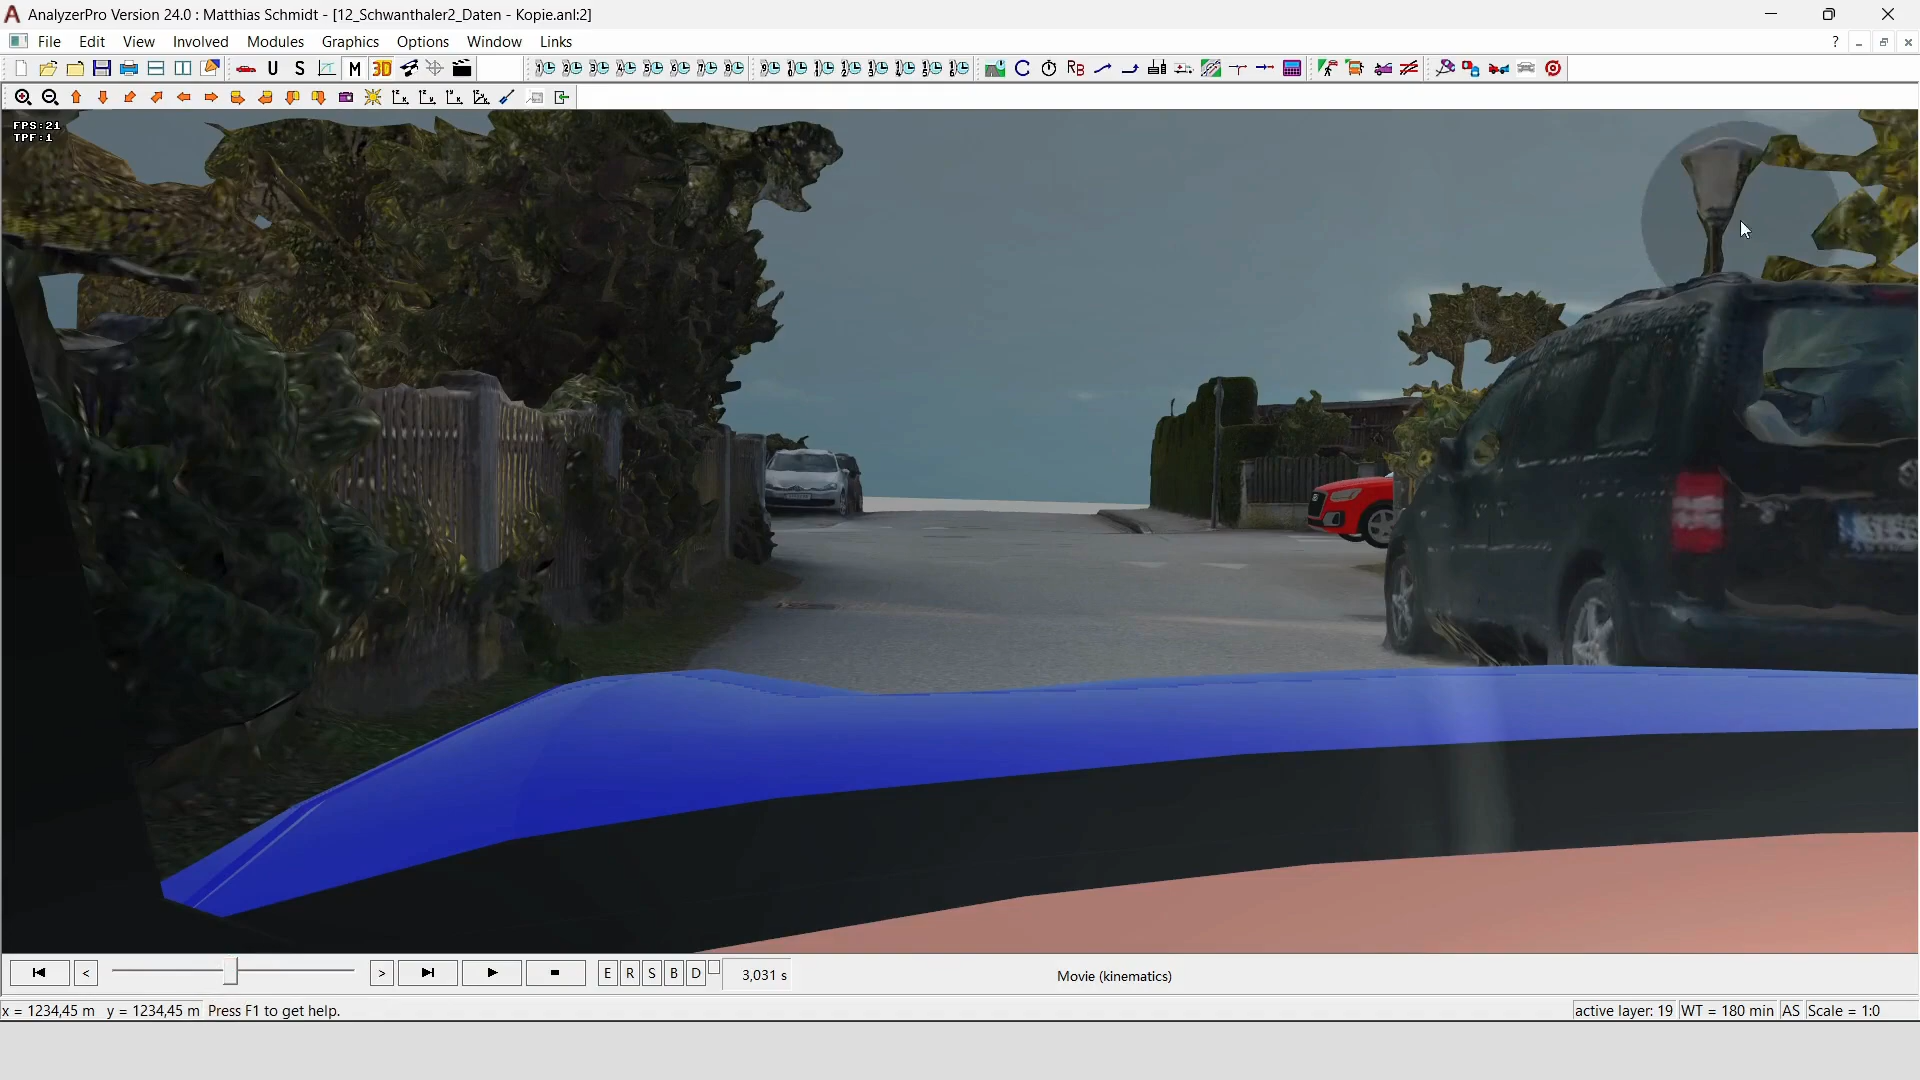 AnalyzerPro Version 24.0 : Matthias Schmidt - [12_Schwanthaler2_Daten - Kopie.anl:2]
File Edit View Involved Modules Graphics Options Window Links ?
U S M 3D RB
FPS:21
TPF:1
< > E R S B D 3,031 s Movie (kinematics)
x = 1234,45 m y = 1234,45 m Press F1 to get help. active layer: 19 WT = 180 min AS Scale = 1:0